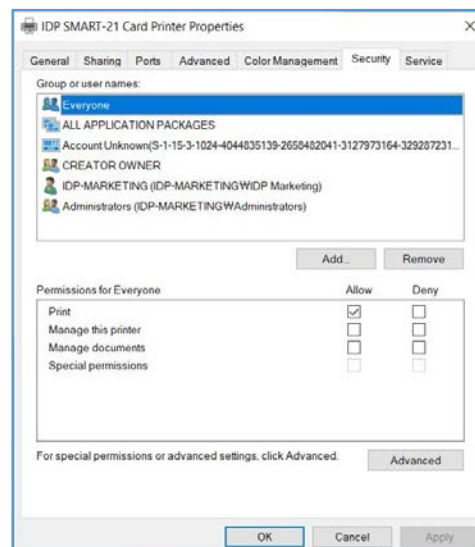 IDP SMART-21 Card Printer Properties
General Sharing Ports Advanced Color Management Security Service
Group or user names:
Everyone
ALL APPLICATION PACKAGES
Account Unknown(S-1-15-3-1024-4044835139-2658482041-3127973164-329287231...
CREATOR OWNER
IDP-MARKETING (IDP-MARKETING₩IDP Marketing)
Administrators (IDP-MARKETING₩Administrators)
Add... Remove
Permissions for Everyone Allow Deny
Print
Manage this printer
Manage documents
Special permissions
For special permissions or advanced settings, click Advanced. Advanced
OK Cancel Apply